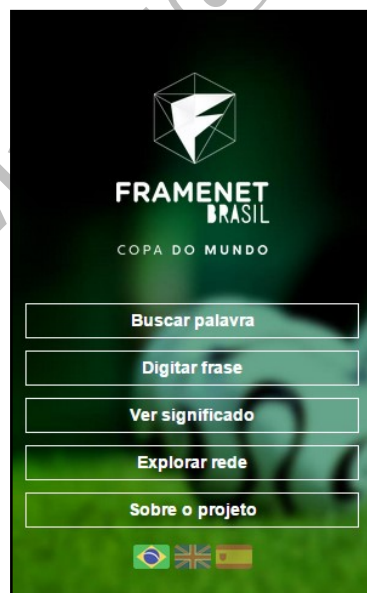 FRAMENET
BRASIL
COPA DO MUNDO
Buscar palavra
Digitar frase
Ver significado
Explorar rede
Sobre o projeto